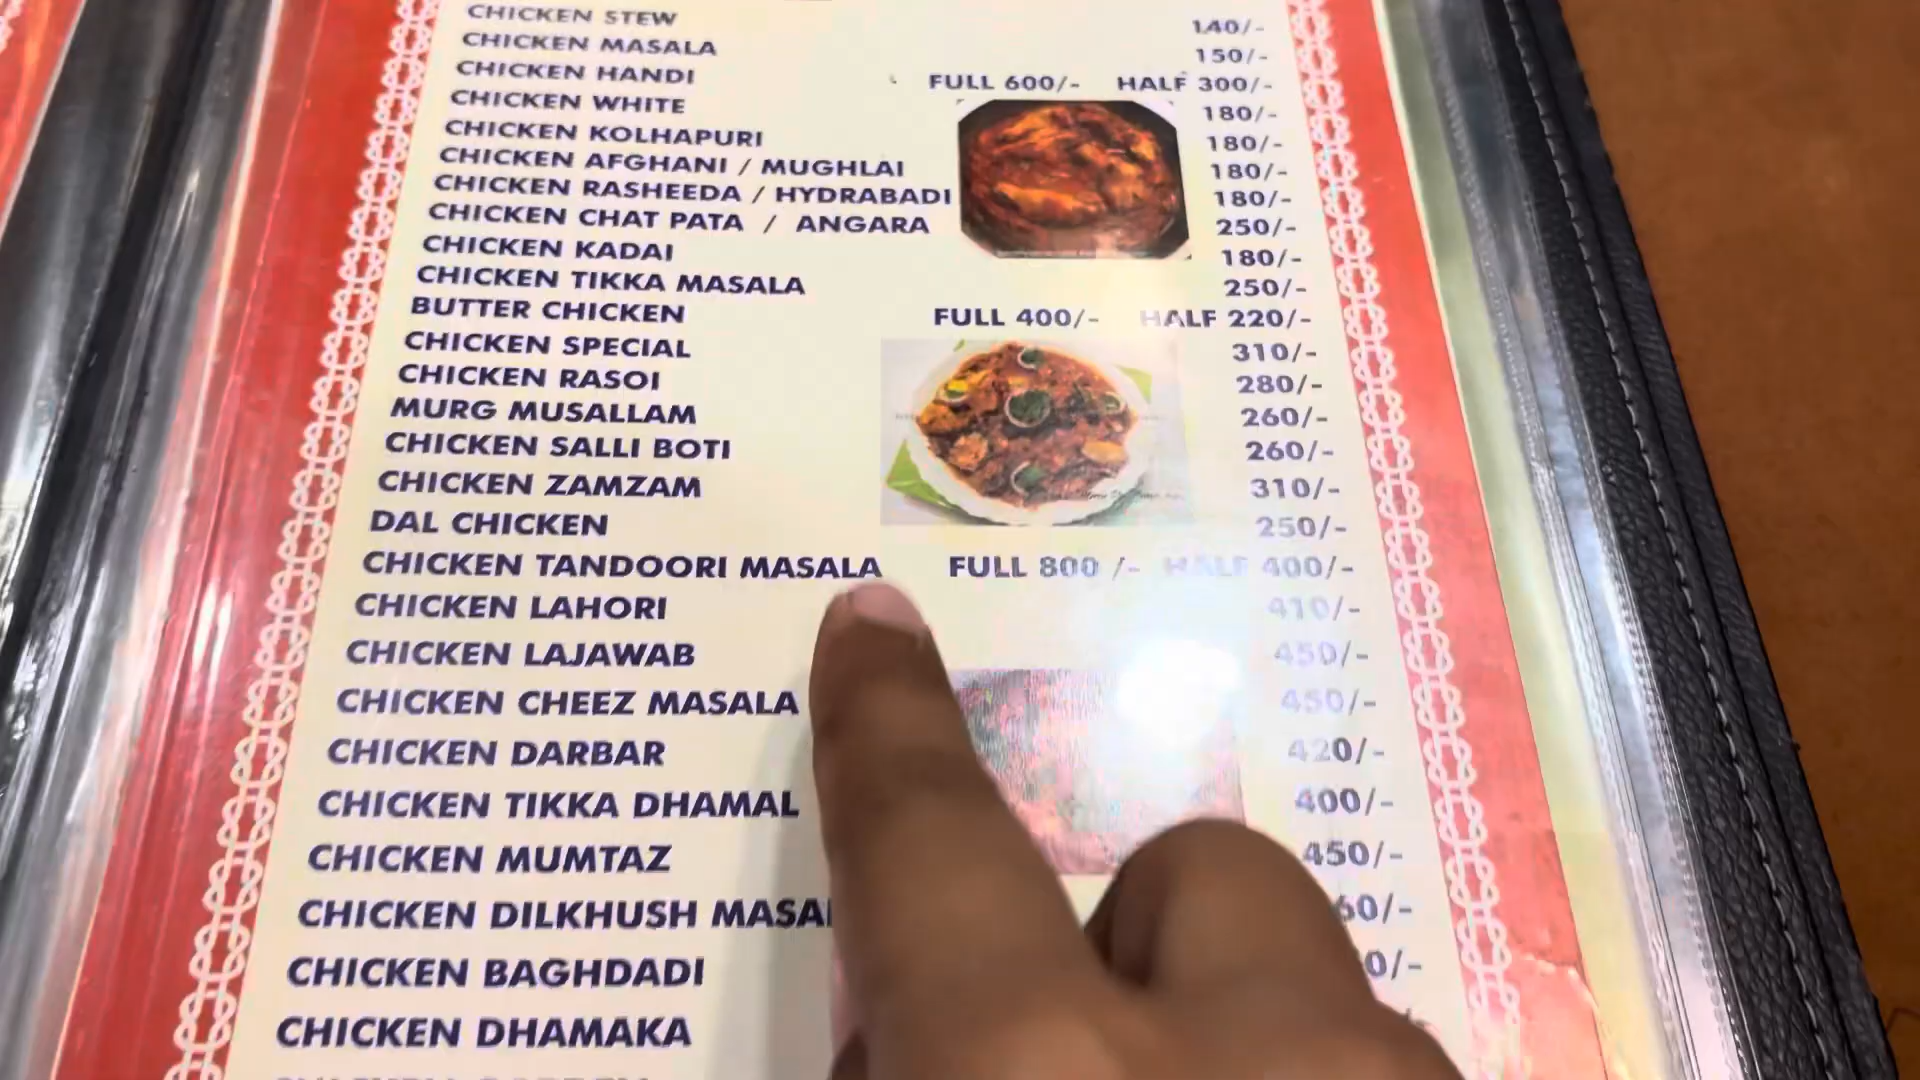 CHICKEN STEW 140/-
CHICKEN MASALA 150/-
CHICKEN HANDI FULL 600/- HALF 300/-
CHICKEN WHITE 180/-
CHICKEN KOLHAPURI 180/-
CHICKEN AFGHANI / MUGHLAI 180/-
CHICKEN RASHEEDA / HYDRABADI 180/-
CHICKEN CHAT PATA / ANGARA 250/-
CHICKEN KADAI 180/-
CHICKEN TIKKA MASALA 250/-
BUTTER CHICKEN FULL 400/- HALF 220/-
CHICKEN SPECIAL 310/-
CHICKEN RASOI 280/-
MURG MUSALLAM 260/-
CHICKEN SALLI BOTI 260/-
CHICKEN ZAMZAM 310/-
DAL CHICKEN 250/-
CHICKEN TANDOORI MASALA FULL 800 /- HALF 400/-
CHICKEN LAHORI 410/-
CHICKEN LAJAWAB 450/-
CHICKEN CHEEZ MASALA 450/-
CHICKEN DARBAR 420/-
CHICKEN TIKKA DHAMAL 400/-
CHICKEN MUMTAZ 450/-
CHICKEN DILKHUSH
CHICKEN BAGHDADI
CHICKEN DHAMAKA